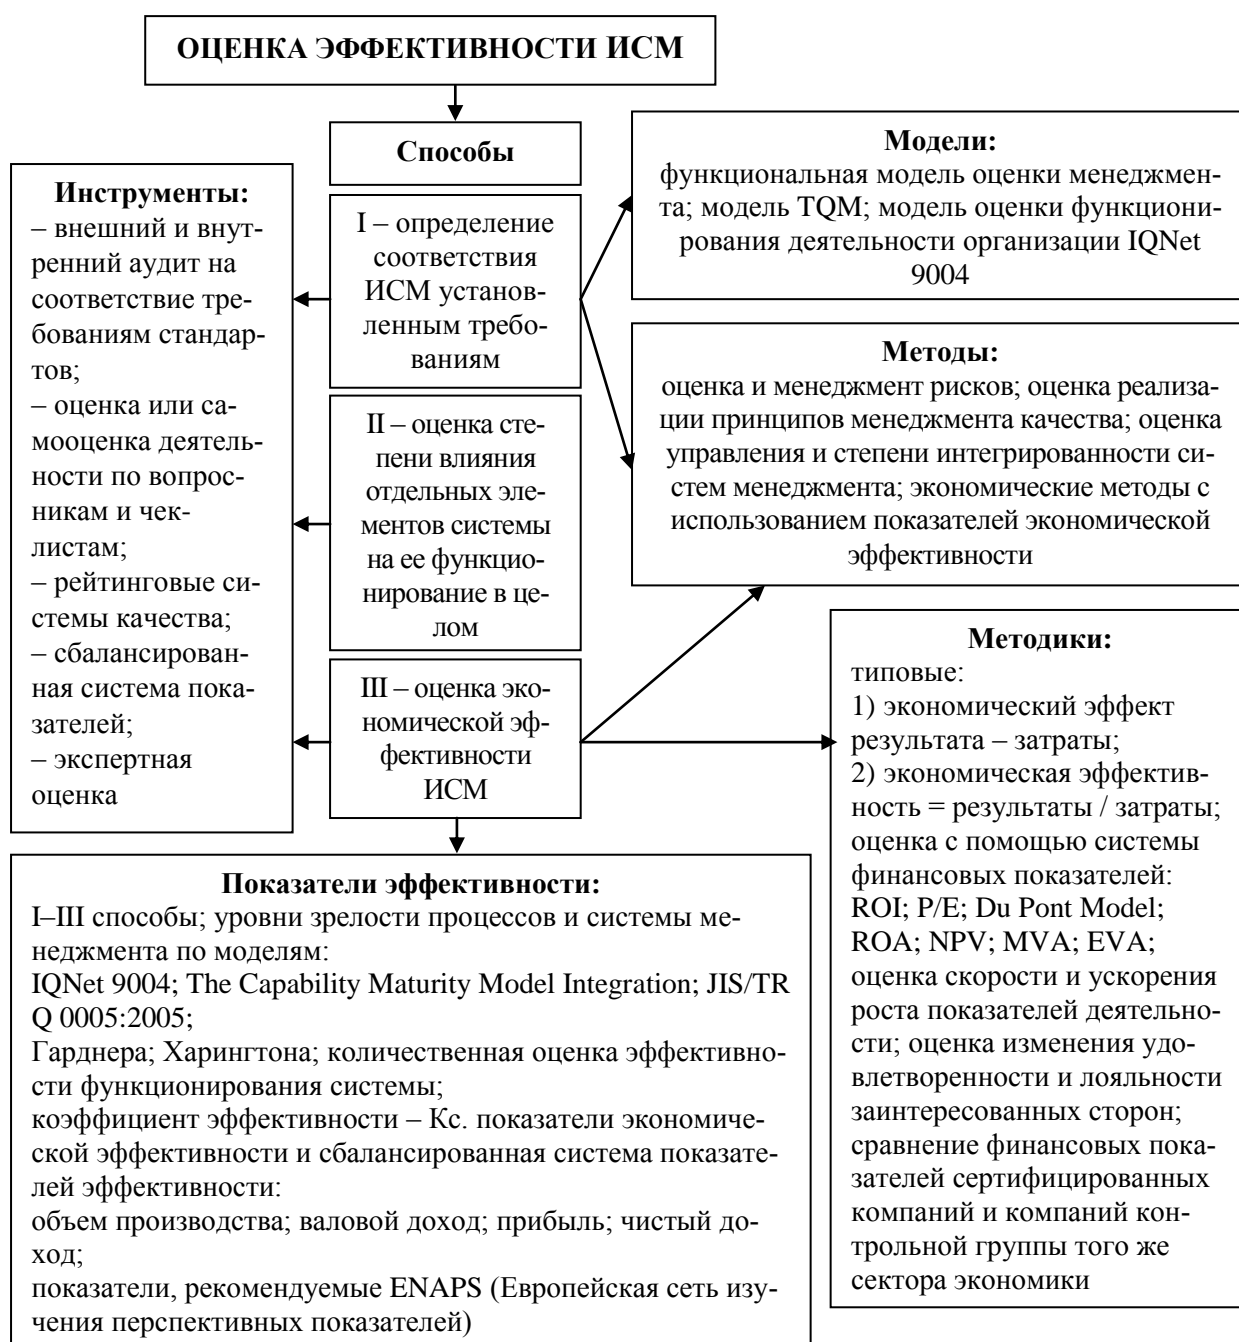 ОЦЕНКА ЭФФЕКТИВНОСТИ ИСМ
Способы
I – определение
соответствия
ИСМ установ-
ленным требо-
ваниям
II – оценка сте-
пени влияния
отдельных эле-
ментов системы
на ее функцио-
нирование в це-
лом
III – оценка эко-
номической эф-
фективности
ИСМ
Инструменты:
– внешний и внут-
ренний аудит на
соответствие тре-
бованиям стандар-
тов;
– оценка или са-
мооценка деятель-
ности по вопрос-
никам и чек-
листам;
– рейтинговые си-
стемы качества;
– сбалансирован-
ная система пока-
зателей;
– экспертная
оценка
Модели:
функциональная модель оценки менеджмен-
та; модель TQM; модель оценки функциони-
рования деятельности организации IQNet
9004
Методы:
оценка и менеджмент рисков; оценка реализа-
ции принципов менеджмента качества; оценка
управления и степени интегрированности си-
стем менеджмента; экономические методы с
использованием показателей экономической
эффективности
Методики:
типовые:
1) экономический эффект
результата – затраты;
2) экономическая эффектив-
ность = результаты / затраты;
оценка с помощью системы
финансовых показателей:
ROI; P/E; Du Pont Model;
ROA; NPV; MVA; EVA;
оценка скорости и ускорения
роста показателей деятельно-
сти; оценка изменения удо-
влетворенности и лояльности
заинтересованных сторон;
сравнение финансовых пока-
зателей сертифицированных
компаний и компаний кон-
трольной группы того же
сектора экономики
Показатели эффективности:
I–III способы; уровни зрелости процессов и системы ме-
неджмента по моделям:
IQNet 9004; The Capability Maturity Model Integration; JIS/TR
Q 0005:2005;
Гарднера; Харингтона; количественная оценка эффективно-
сти функционирования системы;
коэффициент эффективности – Кс. показатели экономиче-
ской эффективности и сбалансированная система показате-
лей эффективности:
объем производства; валовой доход; прибыль; чистый до-
ход;
показатели, рекомендуемые ENAPS (Европейская сеть изу-
чения перспективных показателей)